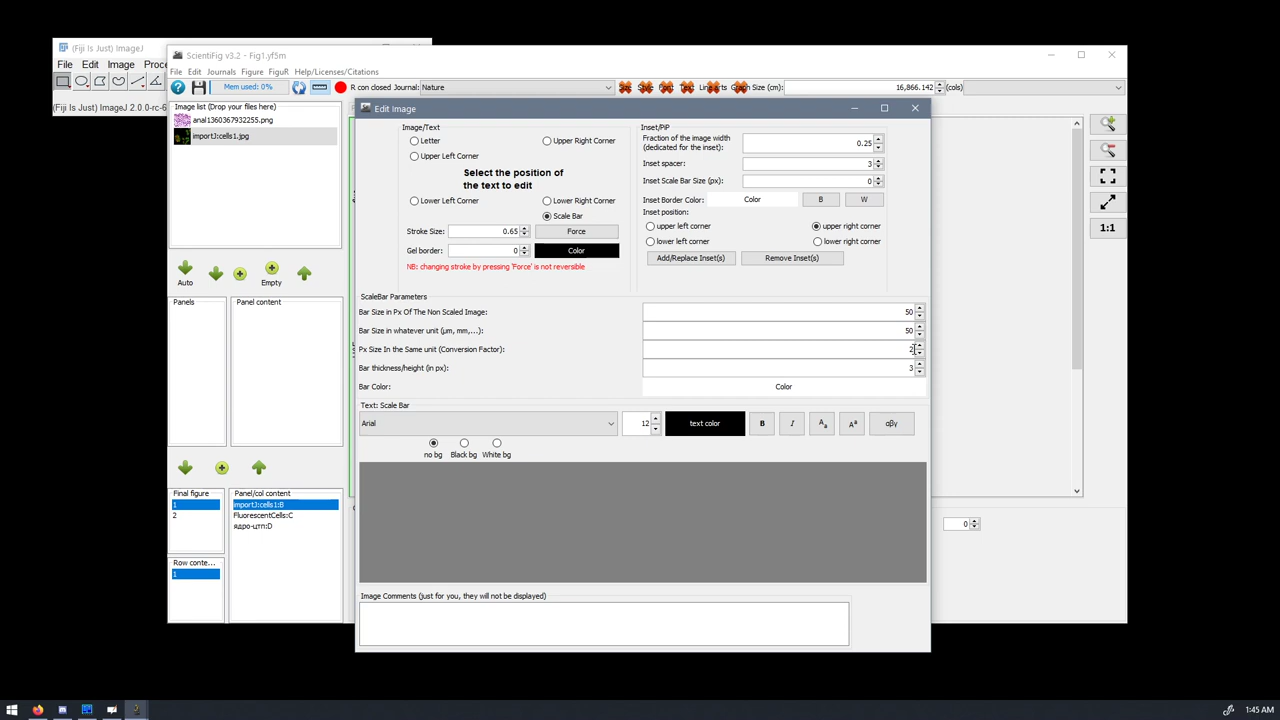 (Fiji Is Just) ImageJ
File Edit Image Proce
(Fiji Is Just) ImageJ 2.0.0-rc-6
ScientiFig v3.2 - Fig1.yf5m
File Edit Journals Figure FiguR Help/Licenses/Citations
Mem used: 0% R con closed Journal: Nature Size Style Font Text Line arts Graph Size (cm): 16,866.142 (cols)
Image list (Drop your files here)
anal1360367932255.png
importJ:cells1.jpg
Auto
Empty
Panels
Panel content
Final figure
1
2
Panel/col content
importJ:cells1:B
FluorescentCells:C
ядро-цтп:D
Row conte...
1
1:1
0
Edit Image
Image/Text
Letter
Upper Right Corner
Upper Left Corner
Select the position of
the text to edit
Lower Left Corner
Lower Right Corner
Scale Bar
Stroke Size: 0.65 Force
Gel border: 0 Color
NB: changing stroke by pressing 'Force' is not reversible
Inset/PiP
Fraction of the image width
(dedicated for the inset): 0.25
Inset spacer: 3
Inset Scale Bar Size (px): 0
Inset Border Color: Color B W
Inset position:
upper left corner
upper right corner
lower left corner
lower right corner
Add/Replace Inset(s) Remove Inset(s)
ScaleBar Parameters
Bar Size in Px Of The Non Scaled Image: 50
Bar Size in whatever unit (µm, mm,...): 50
Px Size In the Same unit (Conversion Factor): 2
Bar thickness/height (in px): 3
Bar Color: Color
Text: Scale Bar
Arial 12 text color B I Aa Aa αβγ
no bg Black bg White bg
Image Comments (just for you, they will not be displayed)
1:45 AM